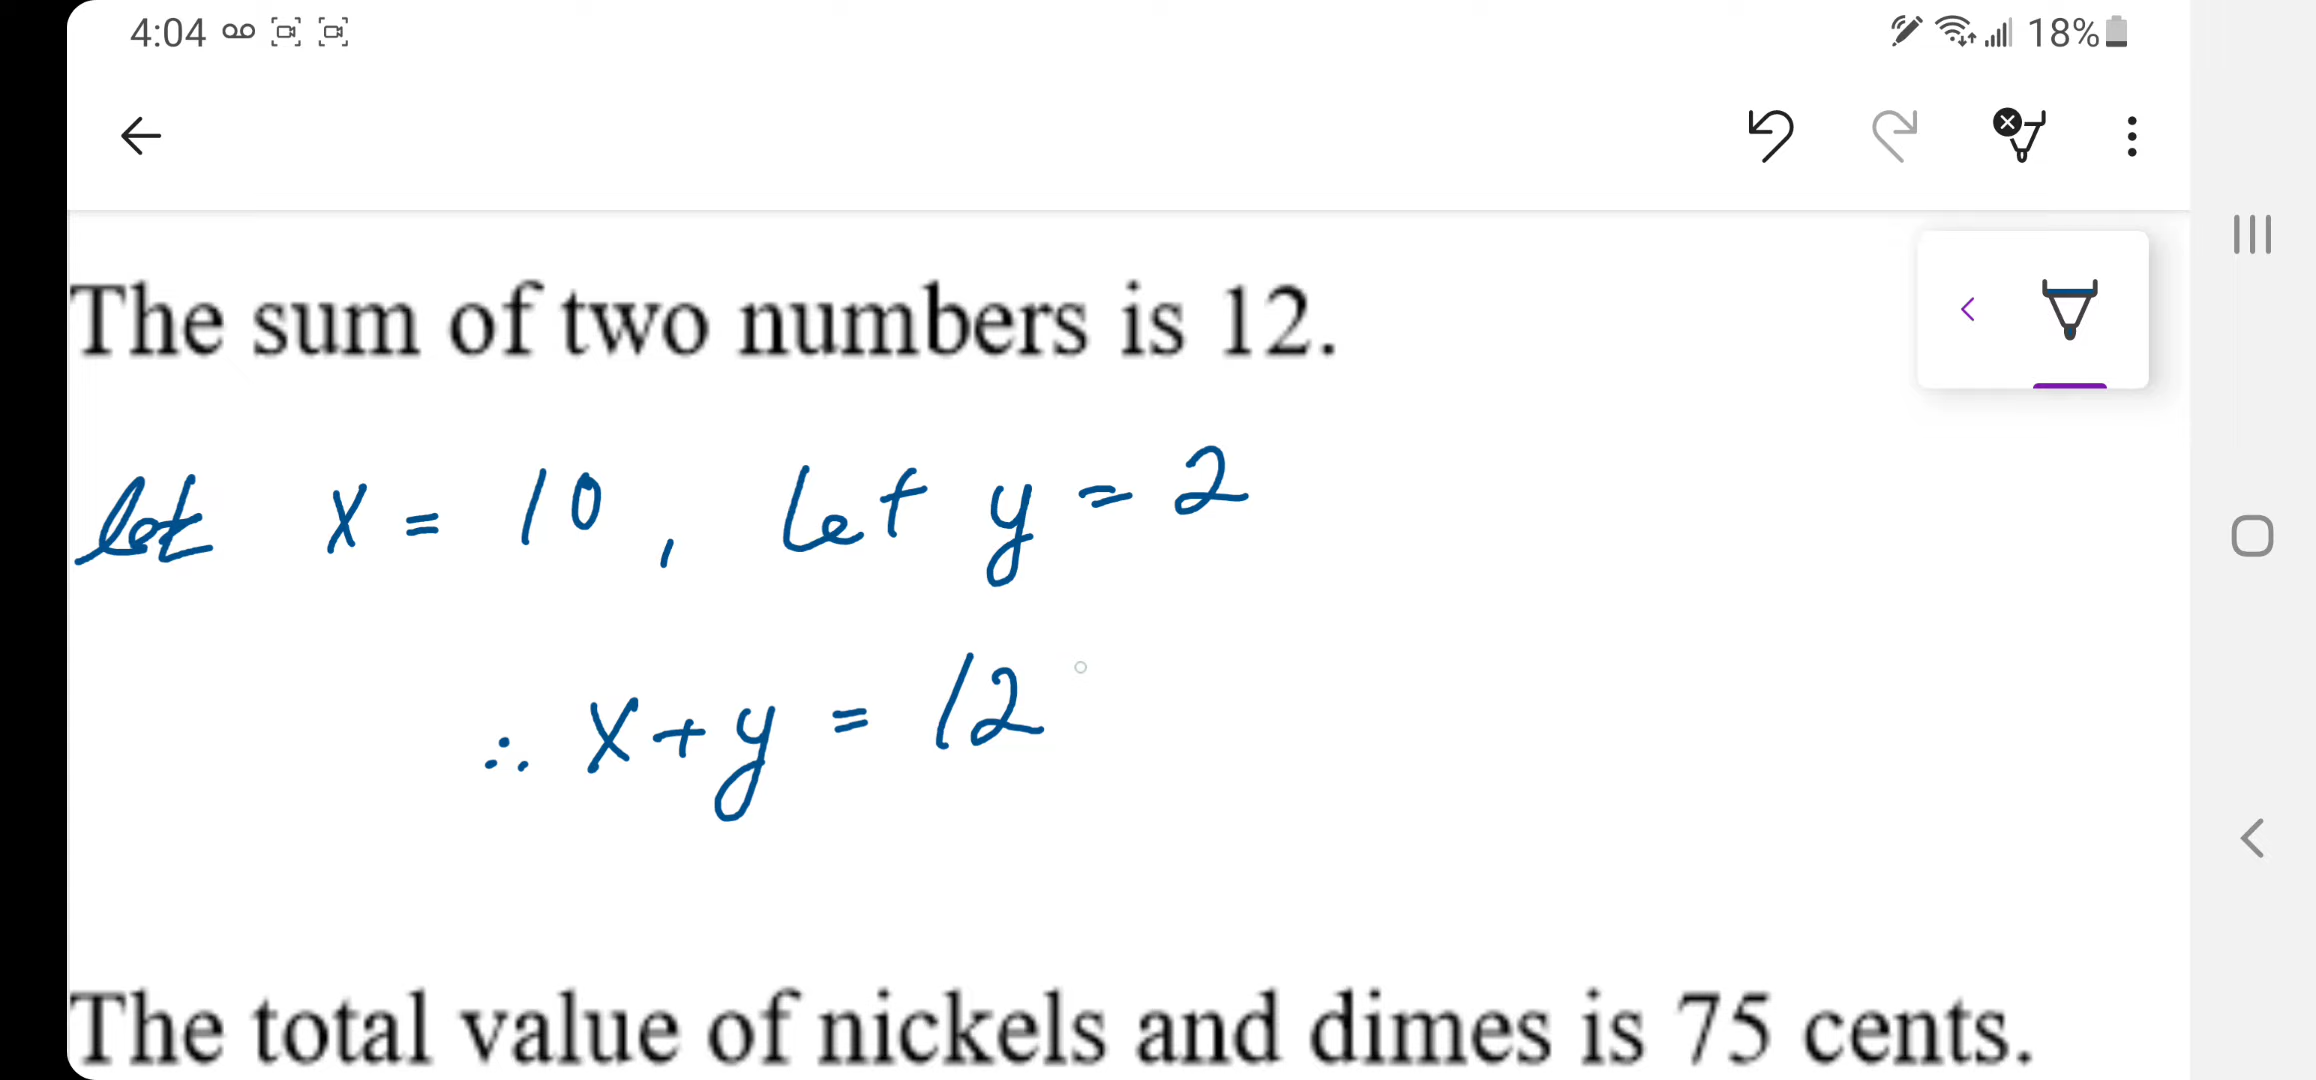 4:04 18%
The sum of two numbers is 12.
let x = 10, let y = 2
∴ x+y = 12
The total value of nickels and dimes is 75 cents.